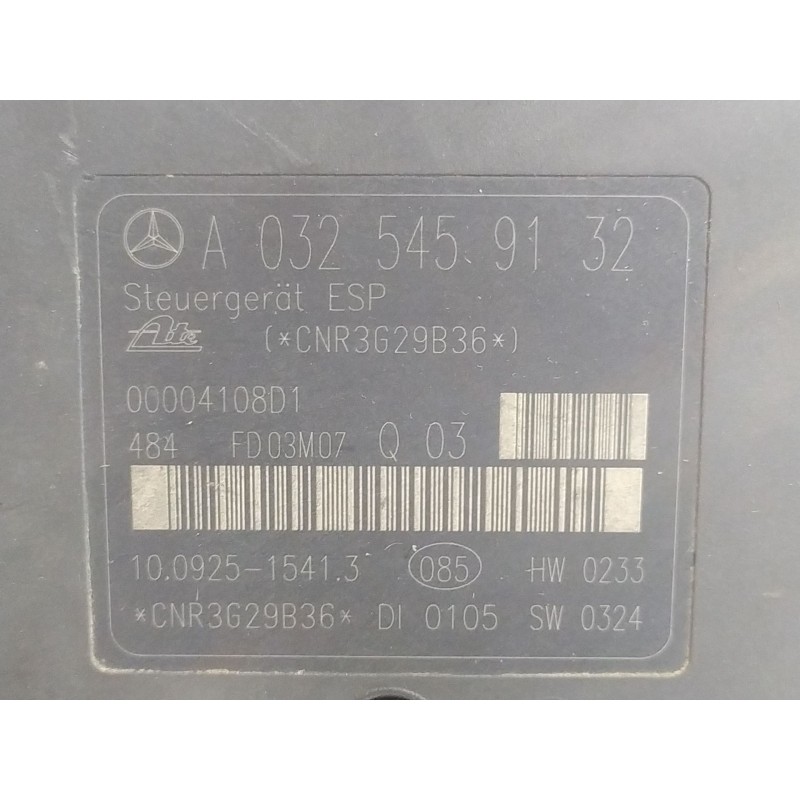 A 032 545 91 32
Steuergerät ESP
Ate (*CNR3G29B36*)
00004108D1
484 FD03M07 Q 03
10.0925-1541.3 085 HW 0233
*CNR3G29B36* DI 0105 SW 0324